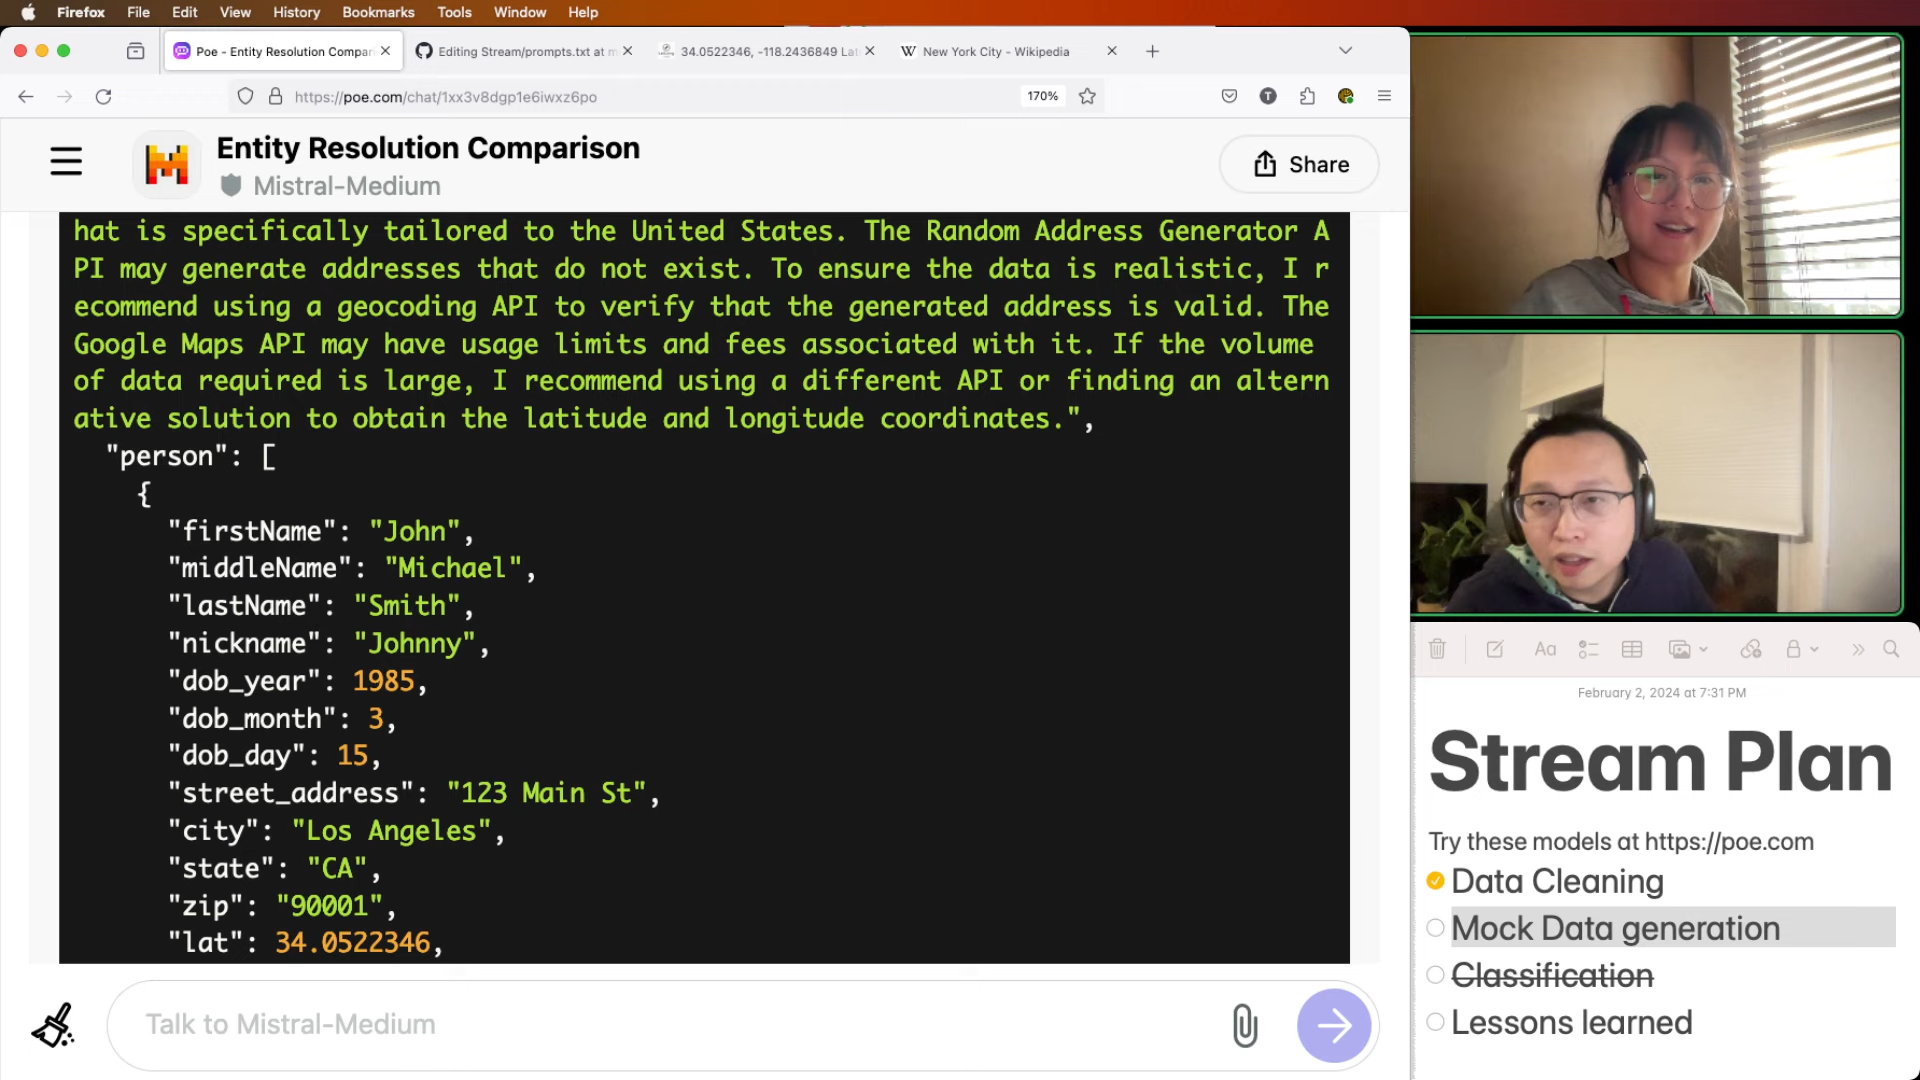 Firefox File Edit View History Bookmarks Tools Window Help
Poe - Entity Resolution Compari
Editing Stream/prompts.txt at m
34.0522346, -118.2436849 Lat
W New York City - Wikipedia
https://poe.com/chat/1xx3v8dgp1e6iwxz6po
170%
T
Entity Resolution Comparison
Mistral-Medium
Share
hat is specifically tailored to the United States. The Random Address Generator A
PI may generate addresses that do not exist. To ensure the data is realistic, I r
ecommend using a geocoding API to verify that the generated address is valid. The
Google Maps API may have usage limits and fees associated with it. If the volume
of data required is large, I recommend using a different API or finding an altern
ative solution to obtain the latitude and longitude coordinates.",
"person": [
{
"firstName": "John",
"middleName": "Michael",
"lastName": "Smith",
"nickname": "Johnny",
"dob_year": 1985,
"dob_month": 3,
"dob_day": 15,
"street_address": "123 Main St",
"city": "Los Angeles",
"state": "CA",
"zip": "90001",
"lat": 34.0522346,
Talk to Mistral-Medium
Aa
February 2, 2024 at 7:31 PM
Stream Plan
Try these models at https://poe.com
Data Cleaning
Mock Data generation
Classification
Lessons learned